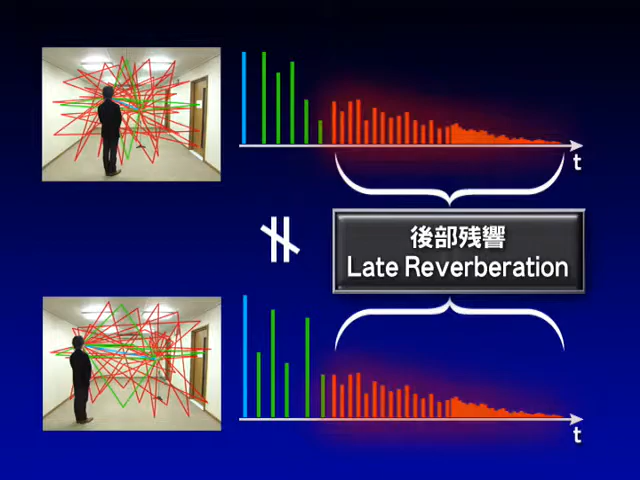 t
後部残響
Late Reverberation
t